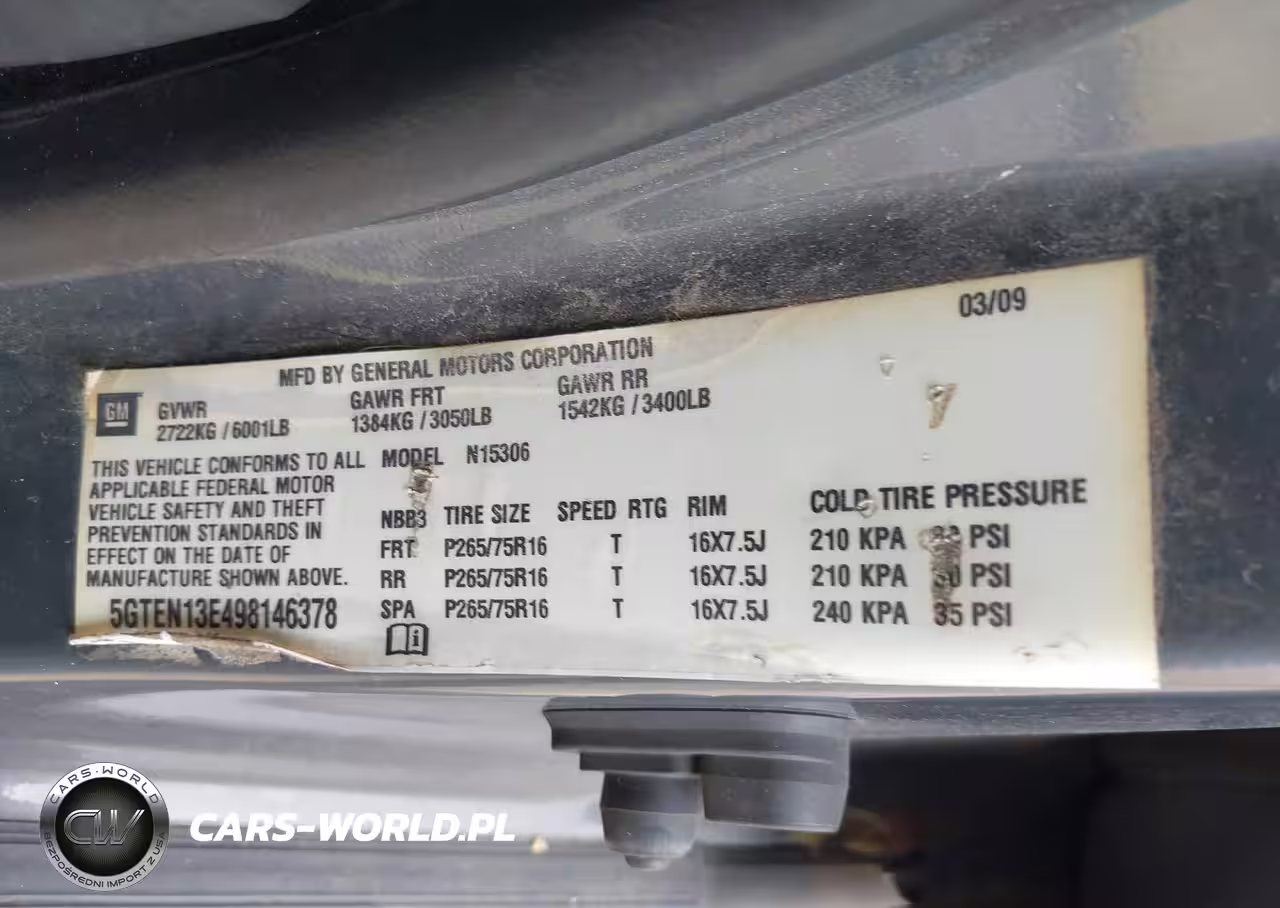 03/09
MFD BY GENERAL MOTORS CORPORATION
GM
GVWR GAWR FRT GAWR RR
2722KG / 6001LB 1384KG / 3050LB 1542KG / 3400LB
THIS VEHICLE CONFORMS TO ALL
APPLICABLE FEDERAL MOTOR
VEHICLE SAFETY AND THEFT
PREVENTION STANDARDS IN
EFFECT ON THE DATE OF
MANUFACTURE SHOWN ABOVE.
5GTEN13E498146378
MODEL N15306
NBB3 TIRE SIZE SPEED RTG RIM COLD TIRE PRESSURE
FRT P265/75R16 T 16X7.5J 210 KPA PSI
RR P265/75R16 T 16X7.5J 210 KPA PSI
SPA P265/75R16 T 16X7.5J 240 KPA 35 PSI
CARS-WORLD
CW
BEZPOŚREDNI IMPORT Z USA
CARS-WORLD.PL